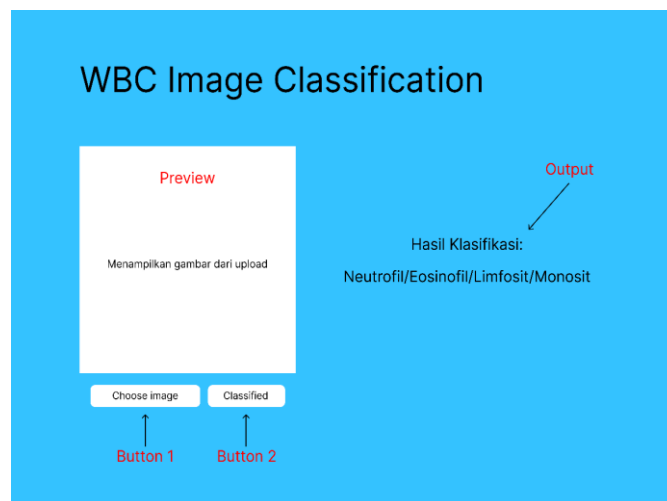 WBC Image Classification
Preview
Menampilkan gambar dari upload
Output
Hasil Klasifikasi:
Neutrofil/Eosinofil/Limfosit/Monosit
Choose image
Classified
Button 1
Button 2